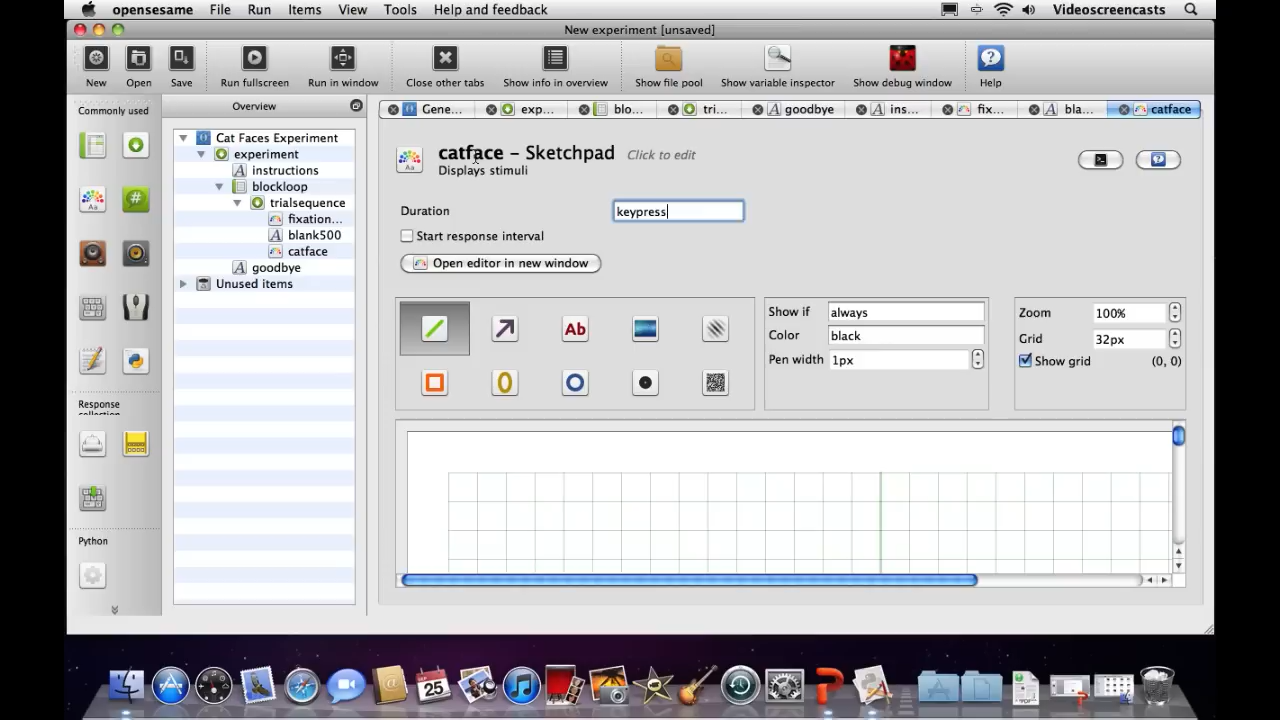 opensesame File Run Items View Tools Help and feedback Videoscreencasts
New experiment [unsaved]
New Open Save Run fullscreen Run in window Close other tabs Show info in overview Show file pool Show variable inspector Show debug window Help
Commonly used
Overview
Gene... exp... blo... tri... goodbye ins... fix... bla... catface
Cat Faces Experiment
experiment
instructions
blockloop
trialsequence
fixation...
blank500
catface
goodbye
Unused items
catface – Sketchpad Click to edit
Displays stimuli
Duration keypress
Start response interval
Open editor in new window
Show if always
Color black
Pen width 1px
Zoom 100%
Grid 32px
Show grid (0, 0)
Aa
Ab
Response
collection
Python
SEP
25